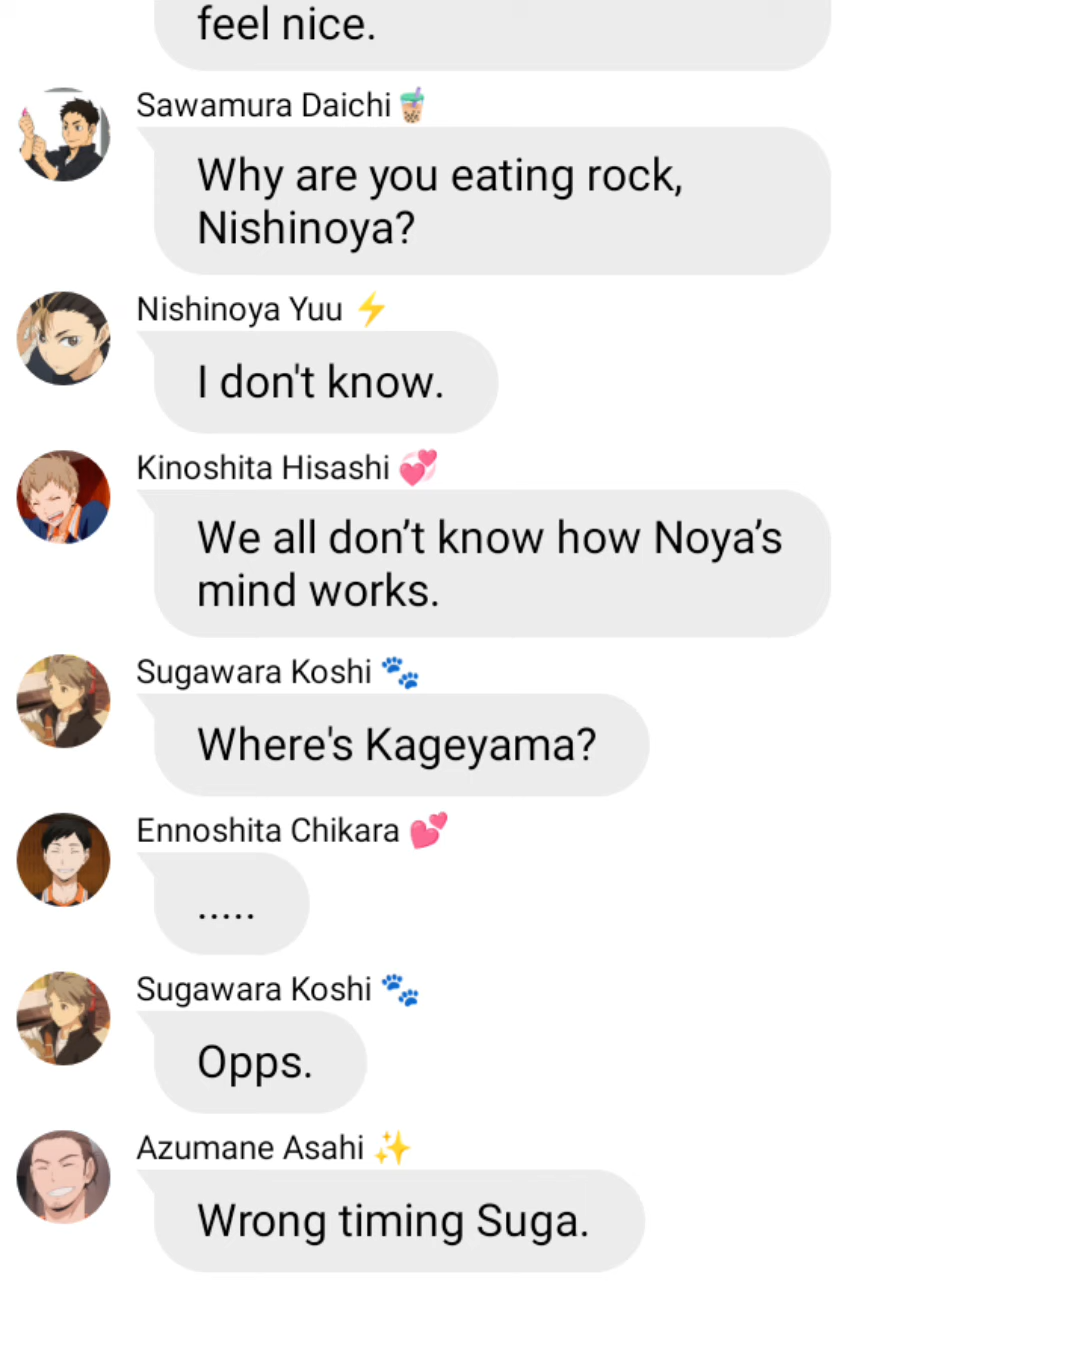 feel nice.
Sawamura Daichi🧋
Why are you eating rock,
Nishinoya?
Nishinoya Yuu ⚡
I don't know.
Kinoshita Hisashi 💞
We all don’t know how Noya’s
mind works.
Sugawara Koshi 🐾
Where's Kageyama?
Ennoshita Chikara 💕
.....
Sugawara Koshi 🐾
Opps.
Azumane Asahi ✨
Wrong timing Suga.